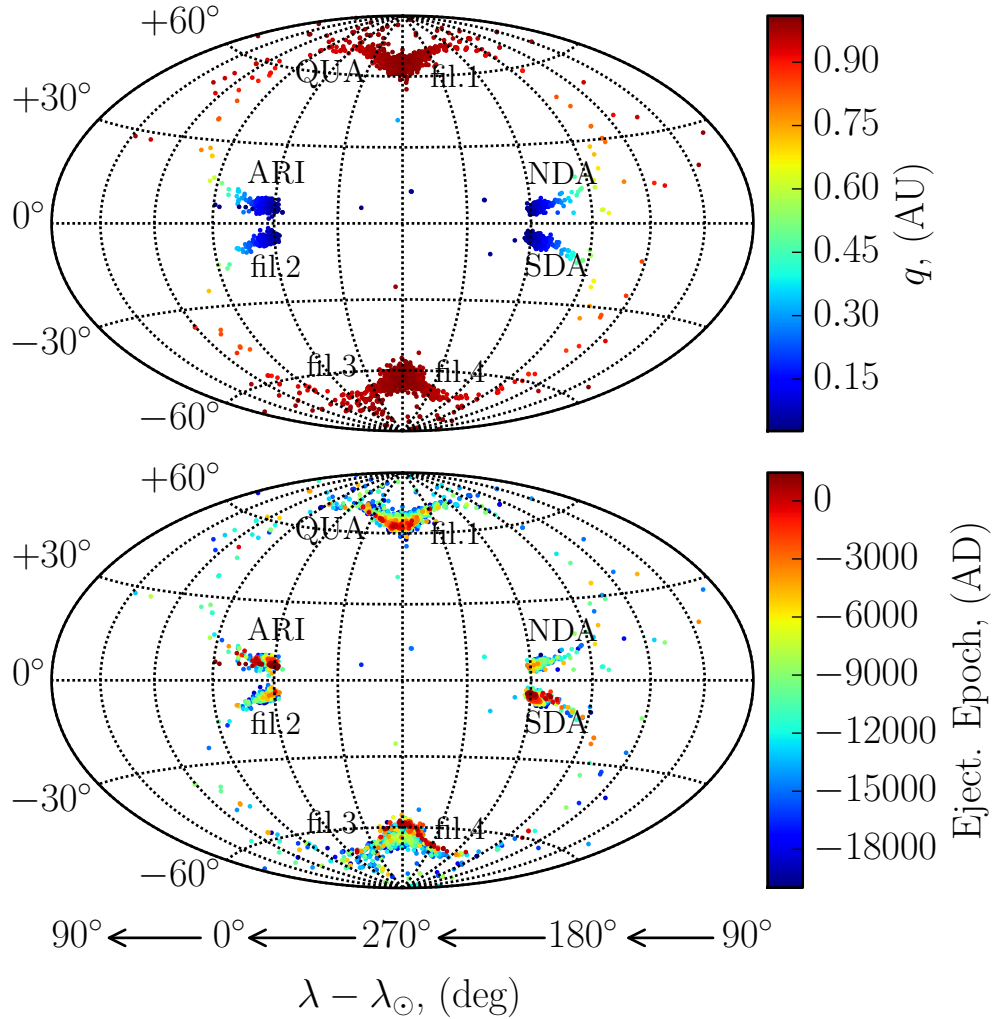 +60°
QUA
fil.1
+30°
ARI
NDA
0°
fil.2
SDA
−30°
fil.3
fil.4
−60°
0.90
0.75
0.60
0.45
0.30
0.15
q, (AU)
+60°
QUA
fil.1
+30°
ARI
NDA
0°
fil.2
SDA
−30°
fil.3
fil.4
−60°
0
−3000
−6000
−9000
−12000
−15000
−18000
Eject. Epoch, (AD)
90° ← 0° ← 270° ← 180° ← 90°
λ − λ☉, (deg)